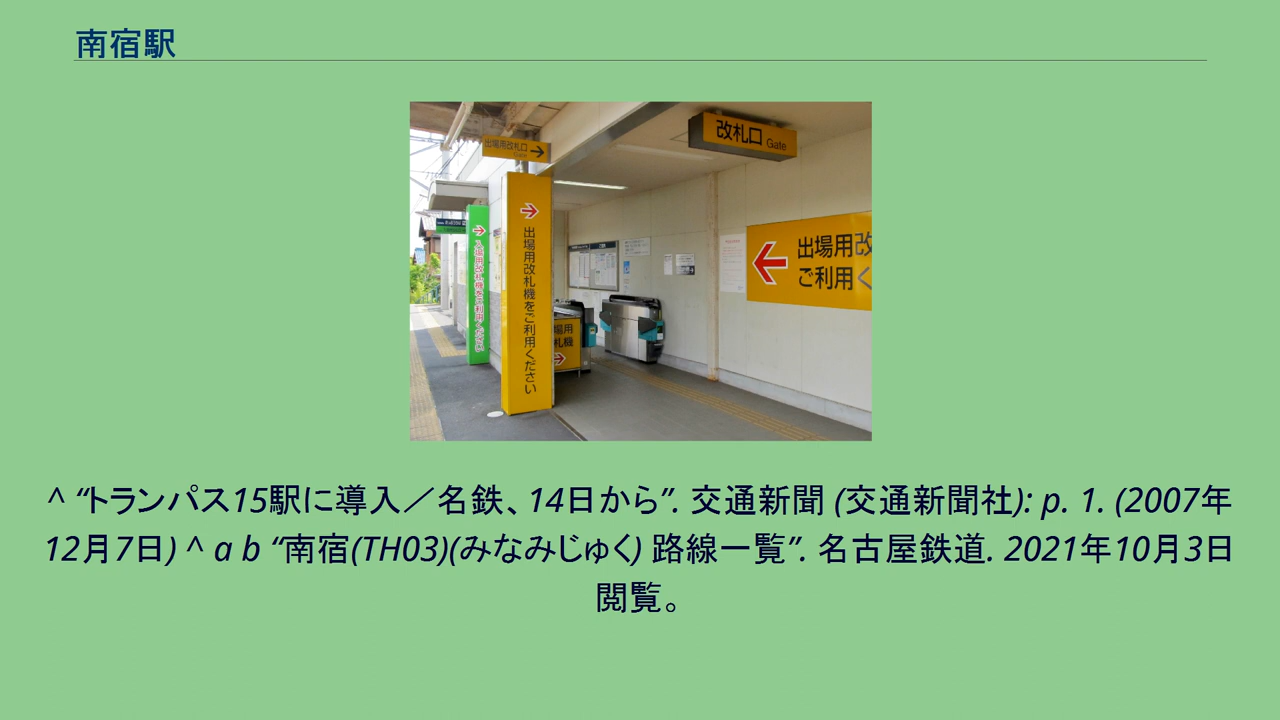 南宿駅
出場用改札口
Gate
改札口 Gate
出場用改札機をご利用ください
入場用改札機をご利用ください
出場用改
ご利用く
場用
札機
^ “トランパス15駅に導入／名鉄、14日から”. 交通新聞 (交通新聞社): p. 1. (2007年
12月7日) ^ a b “南宿(TH03)(みなみじゅく) 路線一覧”. 名古屋鉄道. 2021年10月3日
閲覧。